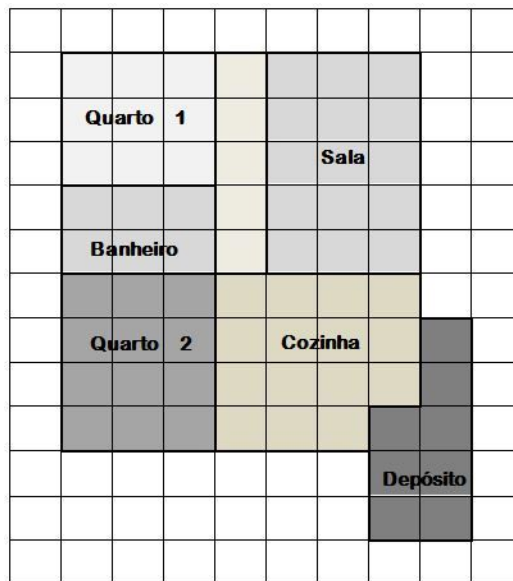 Quarto 1
Sala
Banheiro
Quarto 2
Cozinha
Depósito